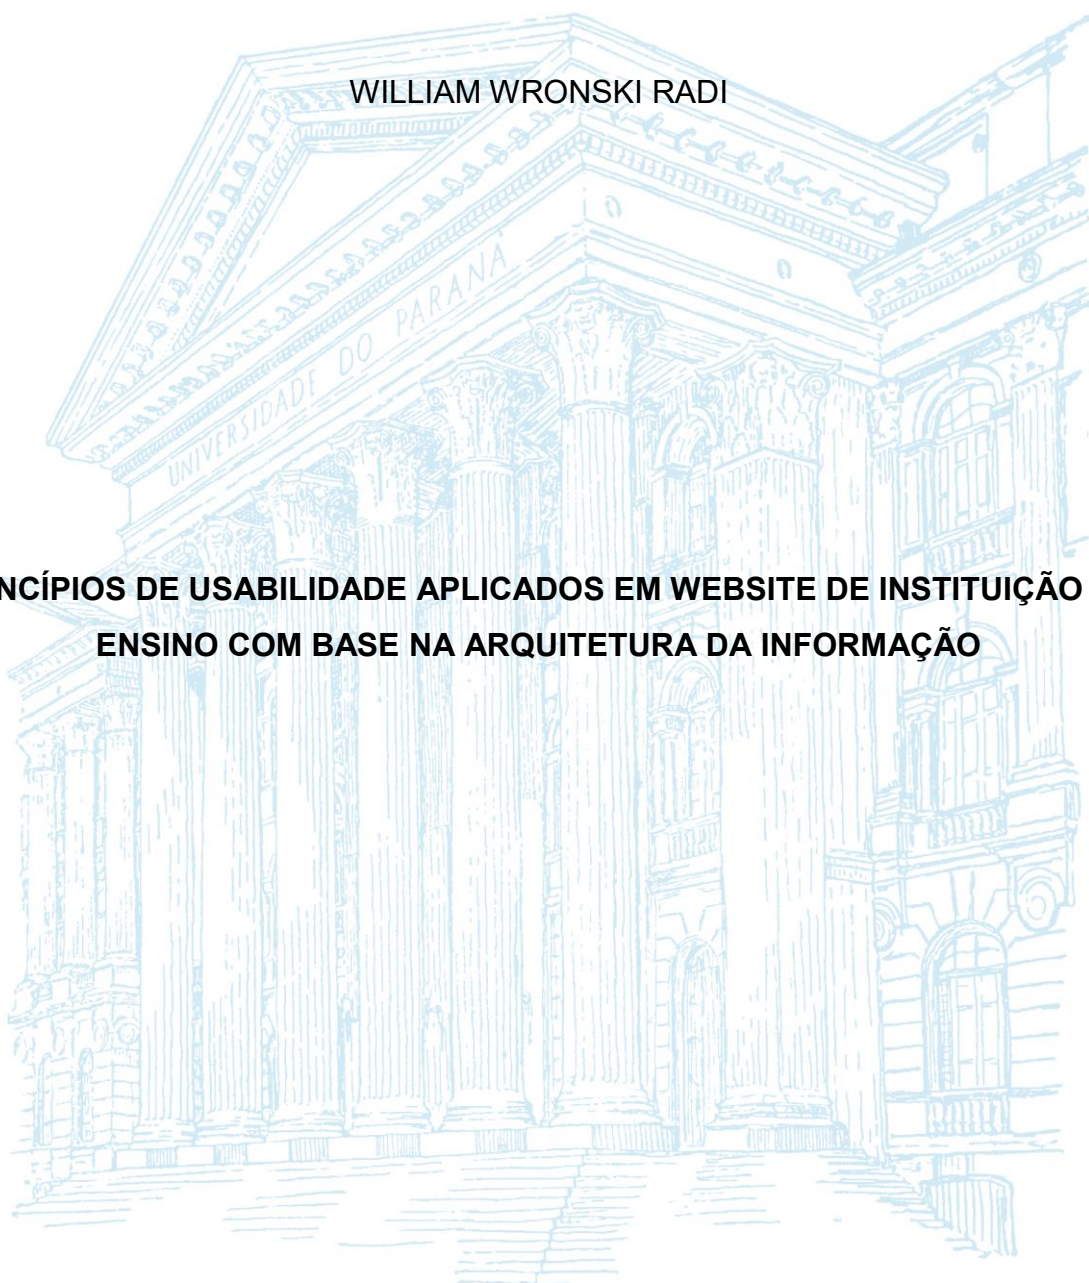 WILLIAM WRONSKI RADI
UNIVERSIDADE DO PARANÁ
NCÍPIOS DE USABILIDADE APLICADOS EM WEBSITE DE INSTITUIÇÃO
ENSINO COM BASE NA ARQUITETURA DA INFORMAÇÃO